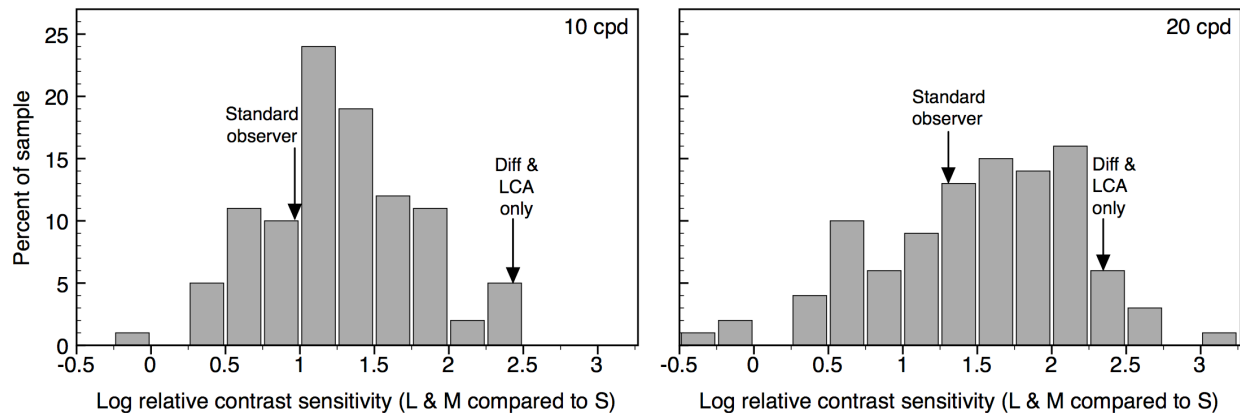 10 cpd
25
20
15
10
5
0
Percent of sample
Standard
observer
Diff &
LCA
only
-0.5 0 0.5 1 1.5 2 2.5 3
Log relative contrast sensitivity (L & M compared to S)
20 cpd
Standard
observer
Diff &
LCA
only
-0.5 0 0.5 1 1.5 2 2.5 3
Log relative contrast sensitivity (L & M compared to S)